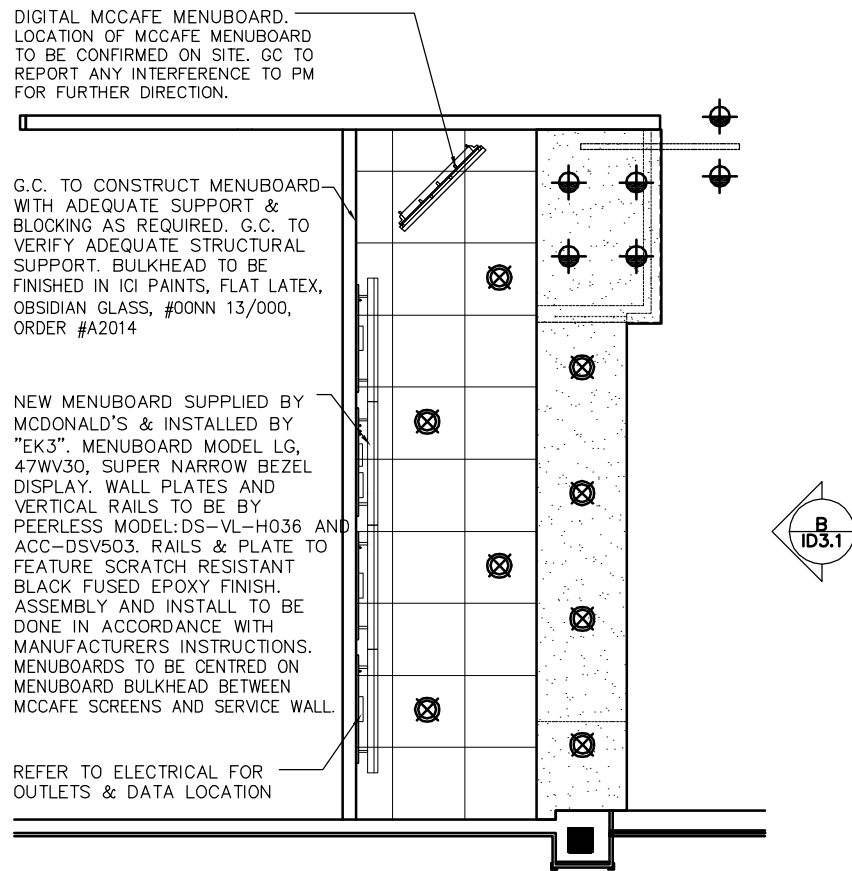 DIGITAL MCCAFE MENUBOARD.
LOCATION OF MCCAFE MENUBOARD
TO BE CONFIRMED ON SITE. GC TO
REPORT ANY INTERFERENCE TO PM
FOR FURTHER DIRECTION.
G.C. TO CONSTRUCT MENUBOARD
WITH ADEQUATE SUPPORT &
BLOCKING AS REQUIRED. G.C. TO
VERIFY ADEQUATE STRUCTURAL
SUPPORT. BULKHEAD TO BE
FINISHED IN ICI PAINTS, FLAT LATEX,
OBSIDIAN GLASS, #00NN 13/000,
ORDER #A2014
NEW MENUBOARD SUPPLIED BY
MCDONALD'S & INSTALLED BY
"EK3". MENUBOARD MODEL LG,
47WV30, SUPER NARROW BEZEL
DISPLAY. WALL PLATES AND
VERTICAL RAILS TO BE BY
PEERLESS MODEL:DS-VL-H036 AND
ACC-DSV503. RAILS & PLATE TO
FEATURE SCRATCH RESISTANT
BLACK FUSED EPOXY FINISH.
ASSEMBLY AND INSTALL TO BE
DONE IN ACCORDANCE WITH
MANUFACTURERS INSTRUCTIONS.
MENUBOARDS TO BE CENTRED ON
MENUBOARD BULKHEAD BETWEEN
MCCAFE SCREENS AND SERVICE WALL.
REFER TO ELECTRICAL FOR
OUTLETS & DATA LOCATION
B
ID3.1